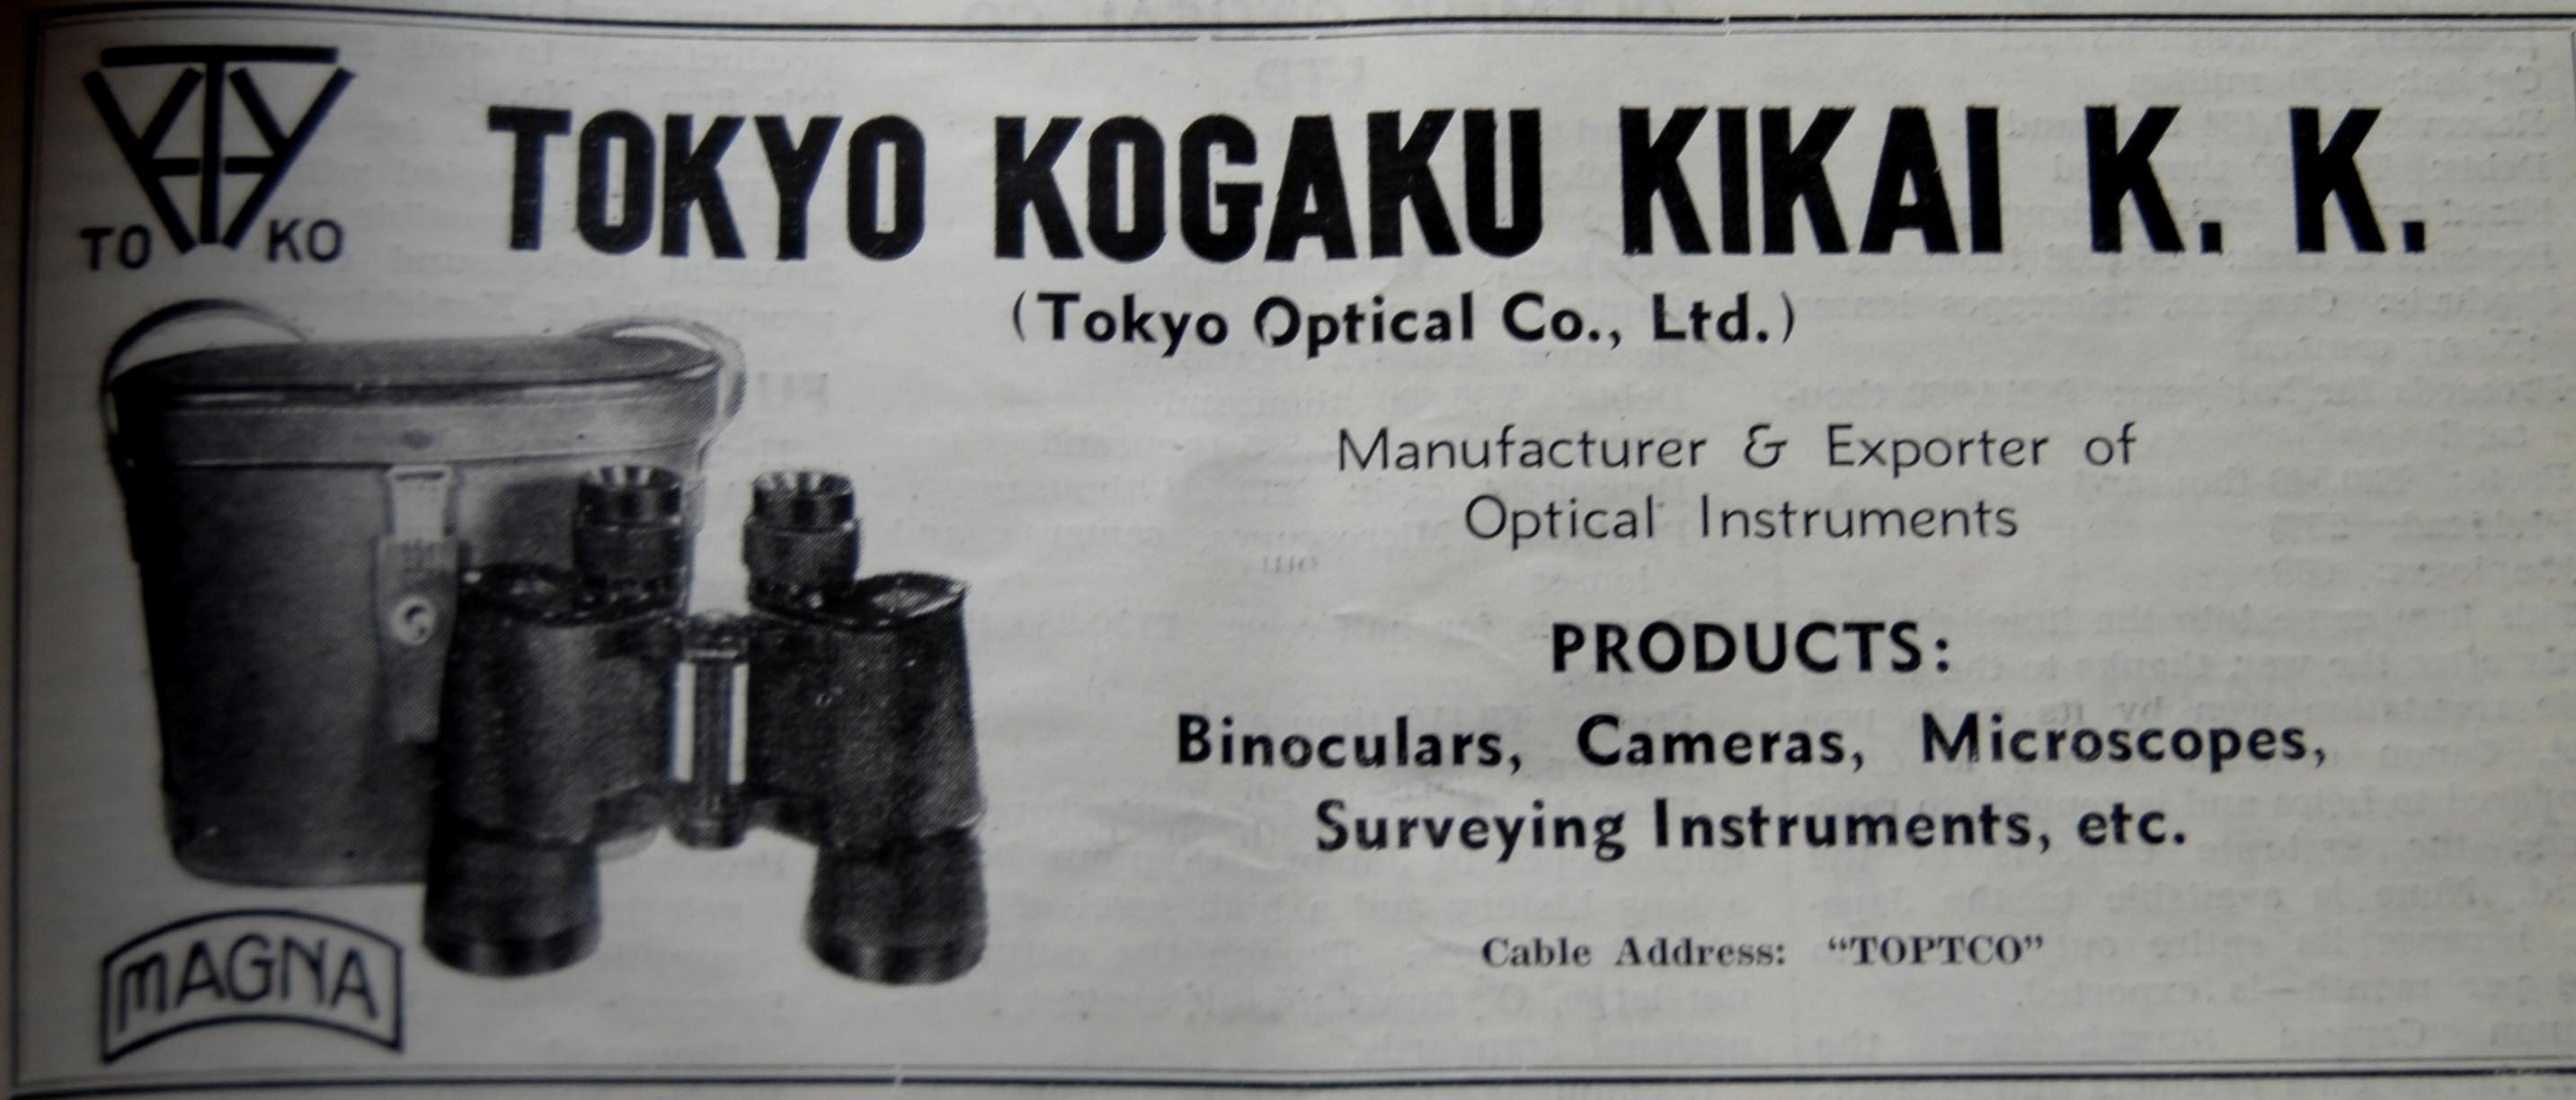 TO KO
TOKYO KOGAKU KIKAI K. K.
(Tokyo Optical Co., Ltd.)
Manufacturer & Exporter of
Optical Instruments
PRODUCTS:
Binoculars, Cameras, Microscopes,
Surveying Instruments, etc.
Cable Address: “TOPTCO”
MAGNA